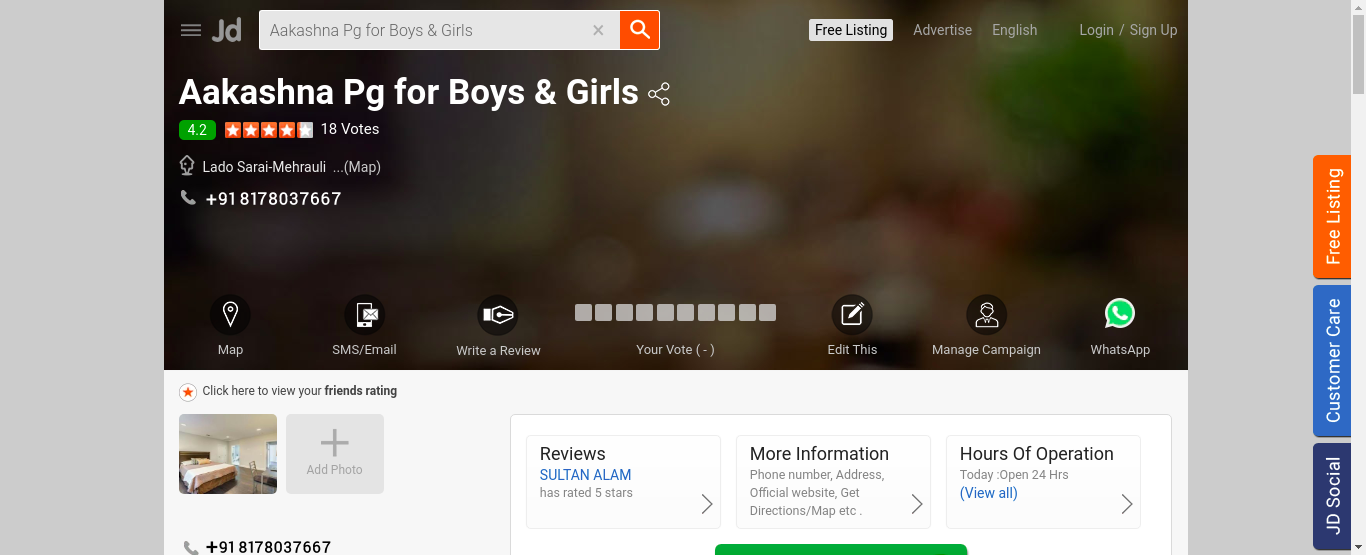 Jd
Aakashna Pg for Boys & Girls
Free Listing
Advertise
English
Login / Sign Up
Aakashna Pg for Boys & Girls
4.2
18 Votes
Lado Sarai-Mehrauli ...(Map)
+91 8178037667
Map
SMS/Email
Write a Review
Your Vote ( - )
Edit This
Manage Campaign
WhatsApp
Click here to view your friends rating
Add Photo
+91 8178037667
Reviews
SULTAN ALAM
has rated 5 stars
More Information
Phone number, Address,
Official website, Get
Directions/Map etc .
Hours Of Operation
Today :Open 24 Hrs
(View all)
Free Listing
Customer Care
JD Social